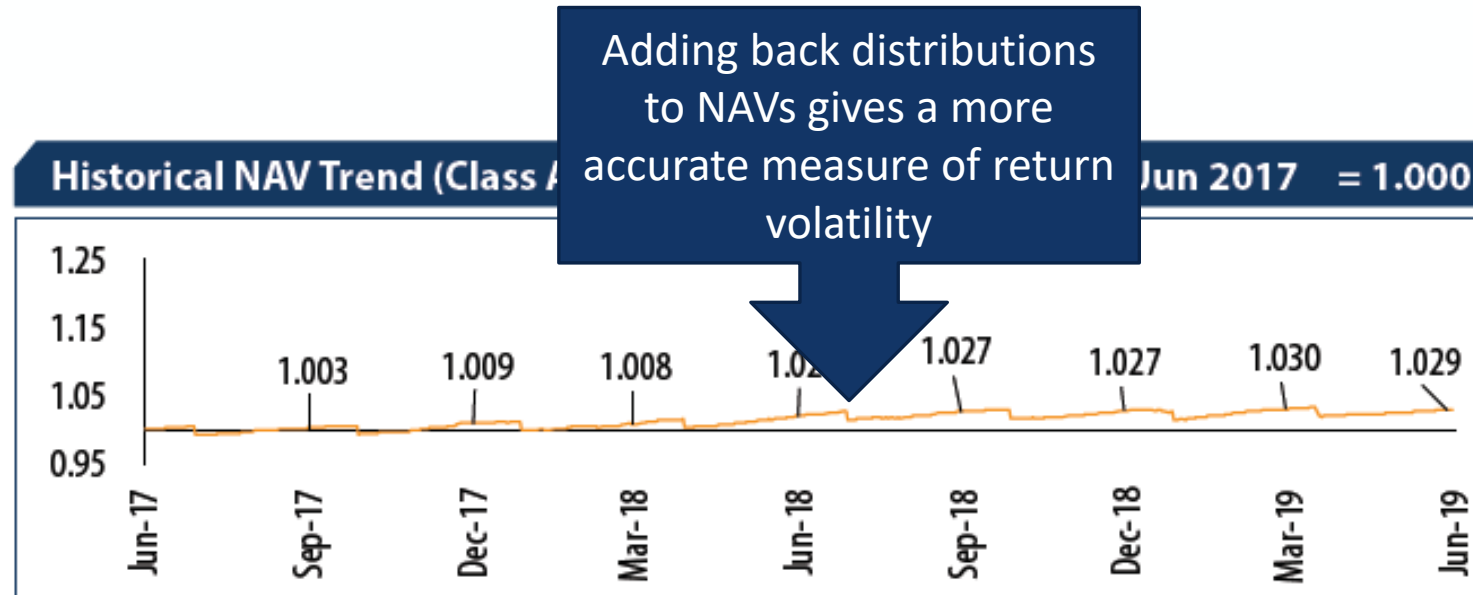 Adding back distributions
to NAVs gives a more
accurate measure of return
volatility
Historical NAV Trend (Class Jun 2017 = 1.000
1.25
1.15
1.05
0.95
1.003
1.009
1.008
1.027
1.027
1.030
1.029
Jun-17
Sep-17
Dec-17
Mar-18
Jun-18
Sep-18
Dec-18
Mar-19
Jun-19